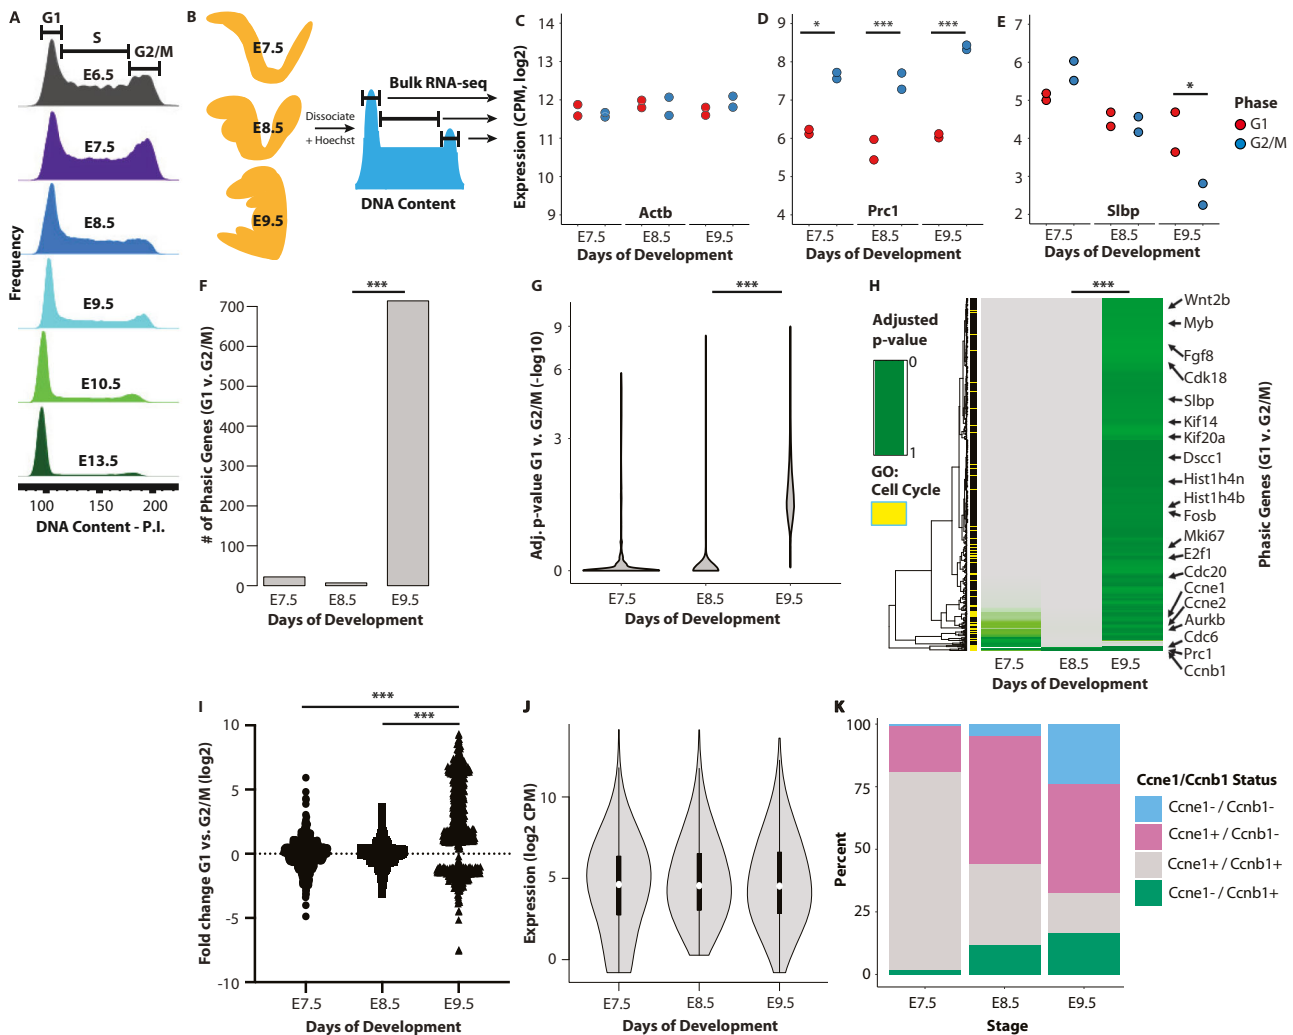 A
G1
S
G2/M
E6.5
E7.5
E8.5
E9.5
E10.5
E13.5
Frequency
100
150
200
DNA Content - P.I.
B
E7.5
E8.5
E9.5
Dissociate
+ Hoechst
Bulk RNA-seq
DNA Content
C
Expression (CPM, log2)
14
13
12
11
10
9
Actb
E7.5
E8.5
E9.5
Days of Development
D
*
***
***
9
8
7
6
5
4
Prc1
E7.5
E8.5
E9.5
Days of Development
E
7
6
5
4
3
2
*
Slbp
E7.5
E8.5
E9.5
Days of Development
Phase
G1
G2/M
F
***
# of Phasic Genes (G1 v. G2/M)
700
600
500
400
300
200
100
0
E7.5
E8.5
E9.5
Days of Development
G
***
Adj. p-value G1 v. G2/M (-log10)
9
6
3
0
E7.5
E8.5
E9.5
Days of Development
H
***
Adjusted
p-value
0
1
GO:
Cell Cycle
Wnt2b
Myb
Fgf8
Cdk18
Slbp
Kif14
Kif20a
Dscc1
Hist1h4n
Hist1h4b
Fosb
Mki67
E2f1
Cdc20
Ccne1
Ccne2
Aurkb
Cdc6
Prc1
Ccnb1
Phasic Genes (G1 v. G2/M)
E7.5
E8.5
E9.5
Days of Development
I
***
***
Fold change G1 vs. G2/M (log2)
10
5
0
-5
-10
E7.5
E8.5
E9.5
Days of Development
J
Expression (log2 CPM)
10
5
0
E7.5
E8.5
E9.5
Days of Development
K
Percent
100
75
50
25
0
E7.5
E8.5
E9.5
Stage
Ccne1/Ccnb1 Status
Ccne1- / Ccnb1-
Ccne1+ / Ccnb1-
Ccne1+ / Ccnb1+
Ccne1- / Ccnb1+